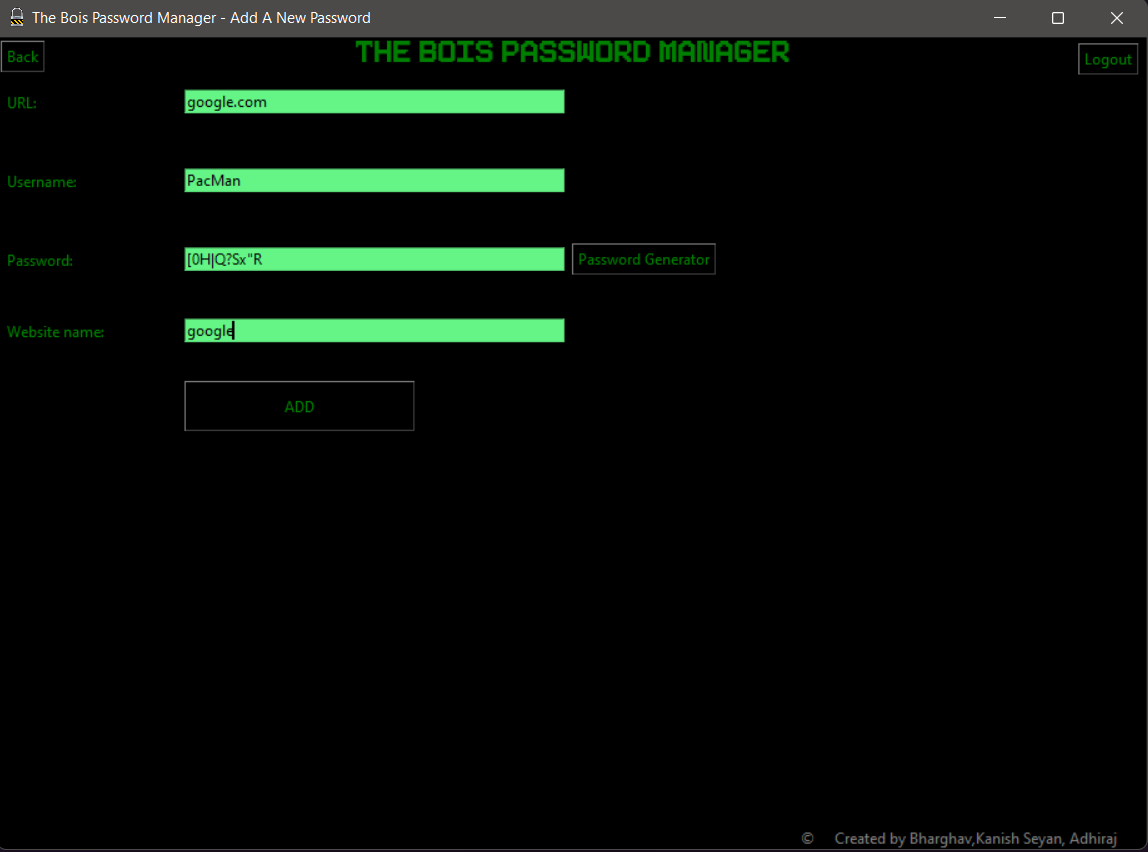 The Bois Password Manager - Add A New Password
Back
THE BOIS PASSWORD MANAGER
Logout
URL:
google.com
Username:
PacMan
Password:
[0H|Q?Sx"R
Password Generator
Website name:
google
ADD
© Created by Bharghav,Kanish Seyan, Adhiraj